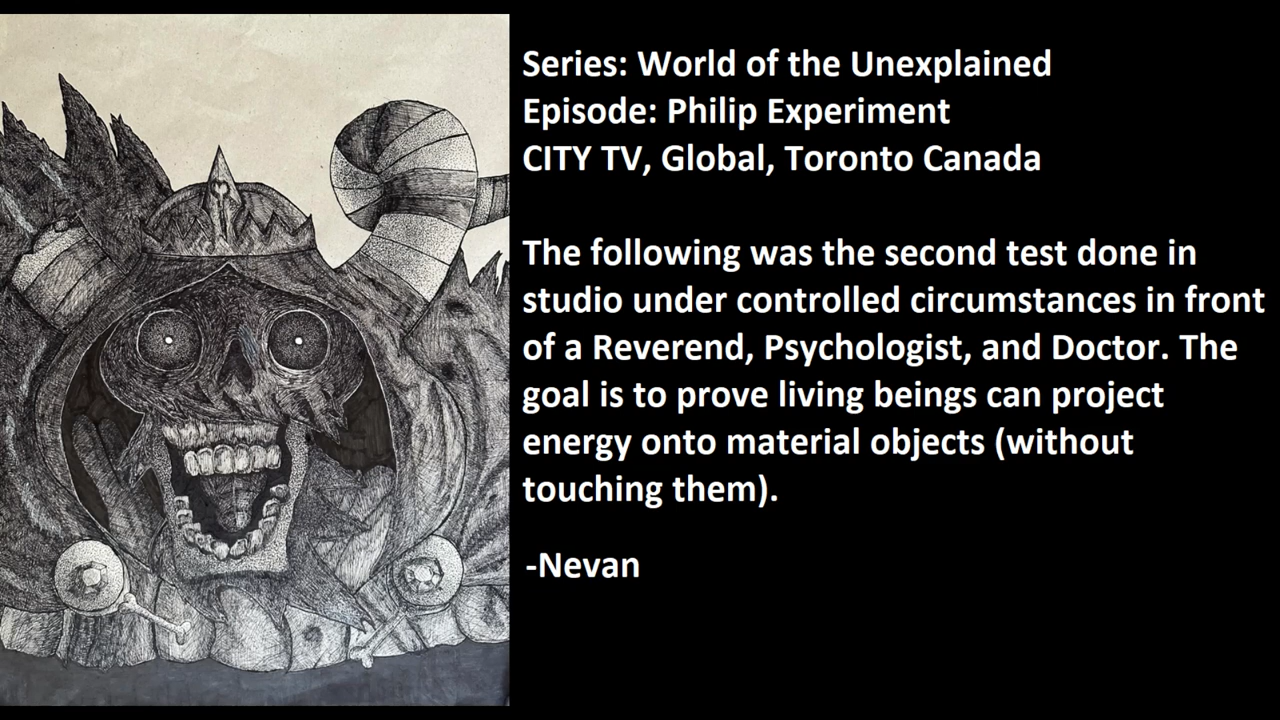 Series: World of the Unexplained
Episode: Philip Experiment
CITY TV, Global, Toronto Canada
The following was the second test done in
studio under controlled circumstances in front
of a Reverend, Psychologist, and Doctor. The
goal is to prove living beings can project
energy onto material objects (without
touching them).
-Nevan